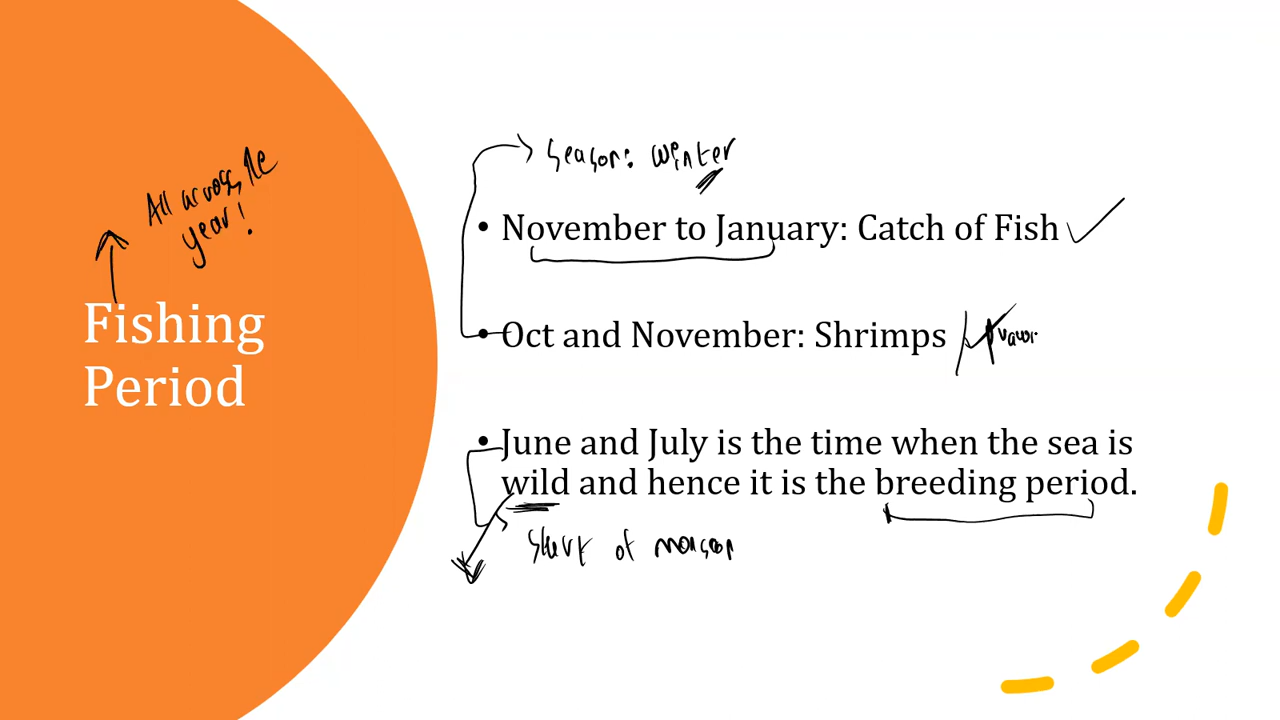 All across the
year!
Fishing
Period
Season: winter
• November to January: Catch of Fish
• Oct and November: Shrimps
• June and July is the time when the sea is
wild and hence it is the breeding period.
Start of monsoon